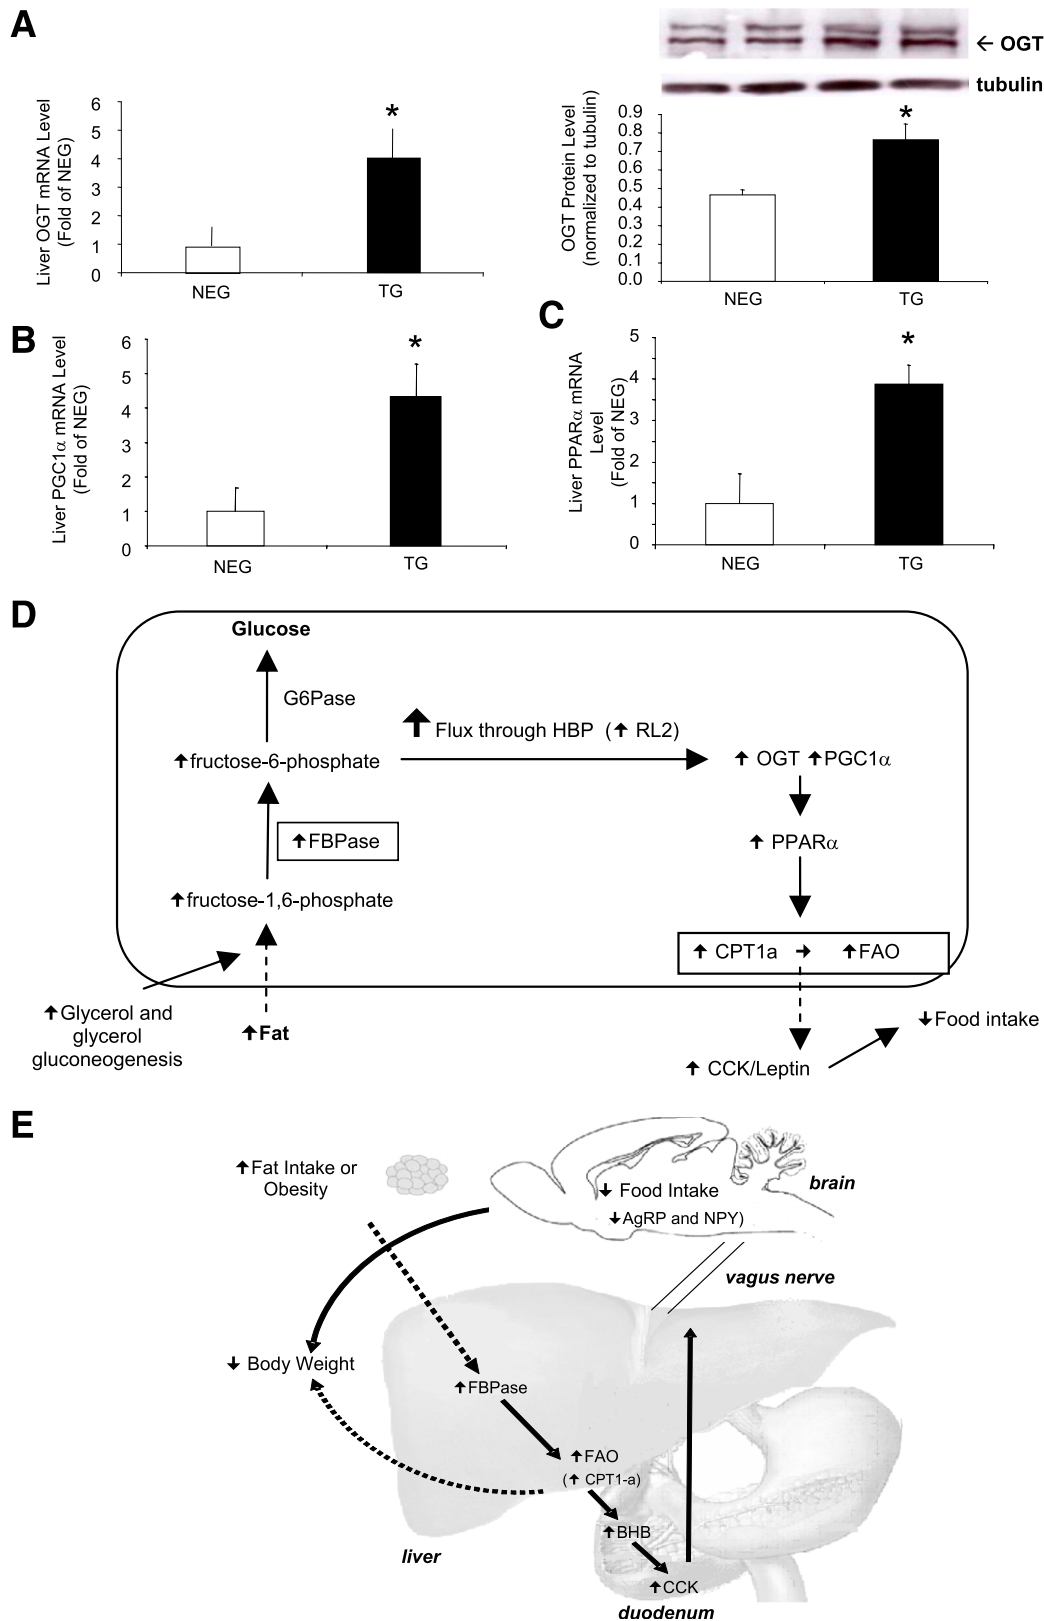 A
← OGT
tubulin
Liver OGT mRNA Level
(Fold of NEG)
6
5
4
3
2
1
0
*
NEG
TG
OGT Protein Level
(normalized to tubulin)
0.9
0.8
0.7
0.6
0.5
0.4
0.3
0.2
0.1
0.0
*
NEG
TG
B
Liver PGC1α mRNA Level
(Fold of NEG)
6
5
4
3
2
1
0
*
NEG
TG
C
Liver PPARα mRNA
Level
(Fold of NEG)
5
4
3
2
1
0
*
NEG
TG
D
Glucose
G6Pase
↑ Flux through HBP (↑ RL2)
↑fructose-6-phosphate
↑ OGT ↑PGC1α
↑FBPase
↑ PPARα
↑fructose-1,6-phosphate
↑ CPT1a → ↑FAO
↑Glycerol and
glycerol
gluconeogenesis
↑Fat
↓Food intake
↑ CCK/Leptin
E
↑Fat Intake or
Obesity
↓ Food Intake
↓AgRP and NPY)
brain
vagus nerve
↓ Body Weight
↑FBPase
↑FAO
(↑ CPT1-a)
↑BHB
liver
↑CCK
duodenum